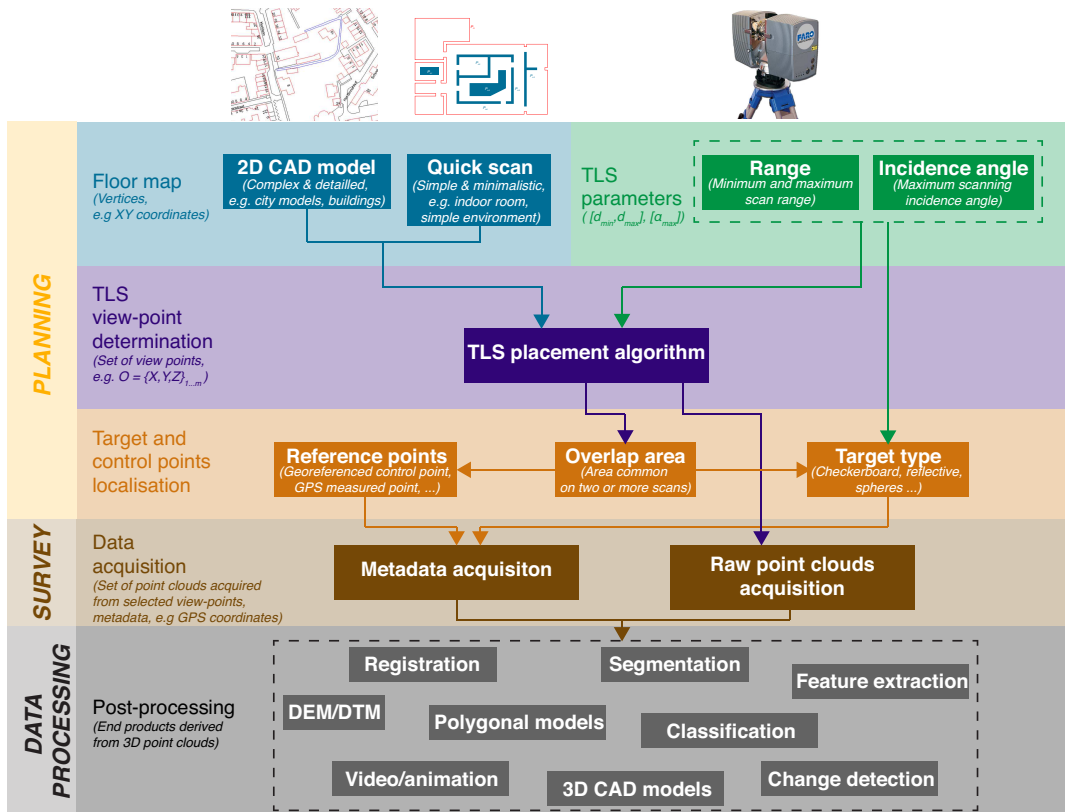 FARO
PLANNING
Floor map
(Vertices,
e.g XY coordinates)
2D CAD model
(Complex & detailled,
e.g. city models, buildings)
Quick scan
(Simple & minimalistic,
e.g. indoor room,
simple environment)
TLS
parameters
( [d_min,d_max], [α_max])
Range
(Minimum and maximum
scan range)
Incidence angle
(Maximum scanning
incidence angle)
TLS
view-point
determination
(Set of view points,
e.g. O = {X,Y,Z}_1...m )
TLS placement algorithm
Target and
control points
localisation
Reference points
(Georeferenced control point,
GPS measured point, ...)
Overlap area
(Area common
on two or more scans)
Target type
(Checkerboard, reflective,
spheres ...)
SURVEY
Data
acquisition
(Set of point clouds acquired
from selected view-points,
metadata, e.g GPS coordinates)
Metadata acquisiton
Raw point clouds
acquisition
DATA
PROCESSING
Post-processing
(End products derived
from 3D point clouds)
Registration
Segmentation
Feature extraction
DEM/DTM
Polygonal models
Classification
Video/animation
3D CAD models
Change detection